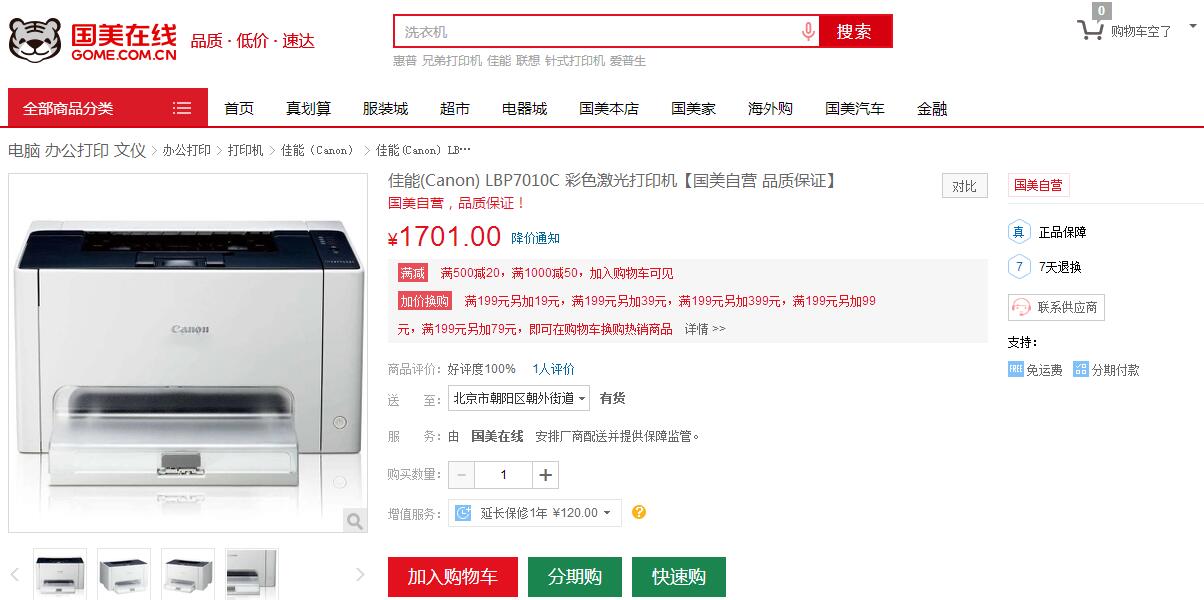 国美在线
GOME.COM.CN
品质 · 低价 · 速达
洗衣机
搜索
0
购物车空了
惠普 兄弟打印机 佳能 联想 针式打印机 爱普生
全部商品分类
首页 真划算 服装城 超市 电器城 国美本店 国美家 海外购 国美汽车 金融
电脑 办公打印 文仪 > 办公打印 > 打印机 > 佳能（Canon） > 佳能(Canon) LB…
佳能(Canon) LBP7010C 彩色激光打印机【国美自营 品质保证】
对比
国美自营，品质保证！
¥1701.00 降价通知
满减 满500减20，满1000减50，加入购物车可见
加价换购 满199元另加19元，满199元另加39元，满199元另加399元，满199元另加99
元，满199元另加79元，即可在购物车换购热销商品 详情 >>
商品评价： 好评度100% 1人评价
送 至： 北京市朝阳区朝外街道 有货
服 务： 由 国美在线 安排厂商配送并提供保障监管。
购买数量： − 1 +
增值服务： 延长保修1年 ¥120.00 ?
加入购物车 分期购 快速购
国美自营
真 正品保障
7 7天退换
联系供应商
支持：
FREE 免运费 分期付款
Canon